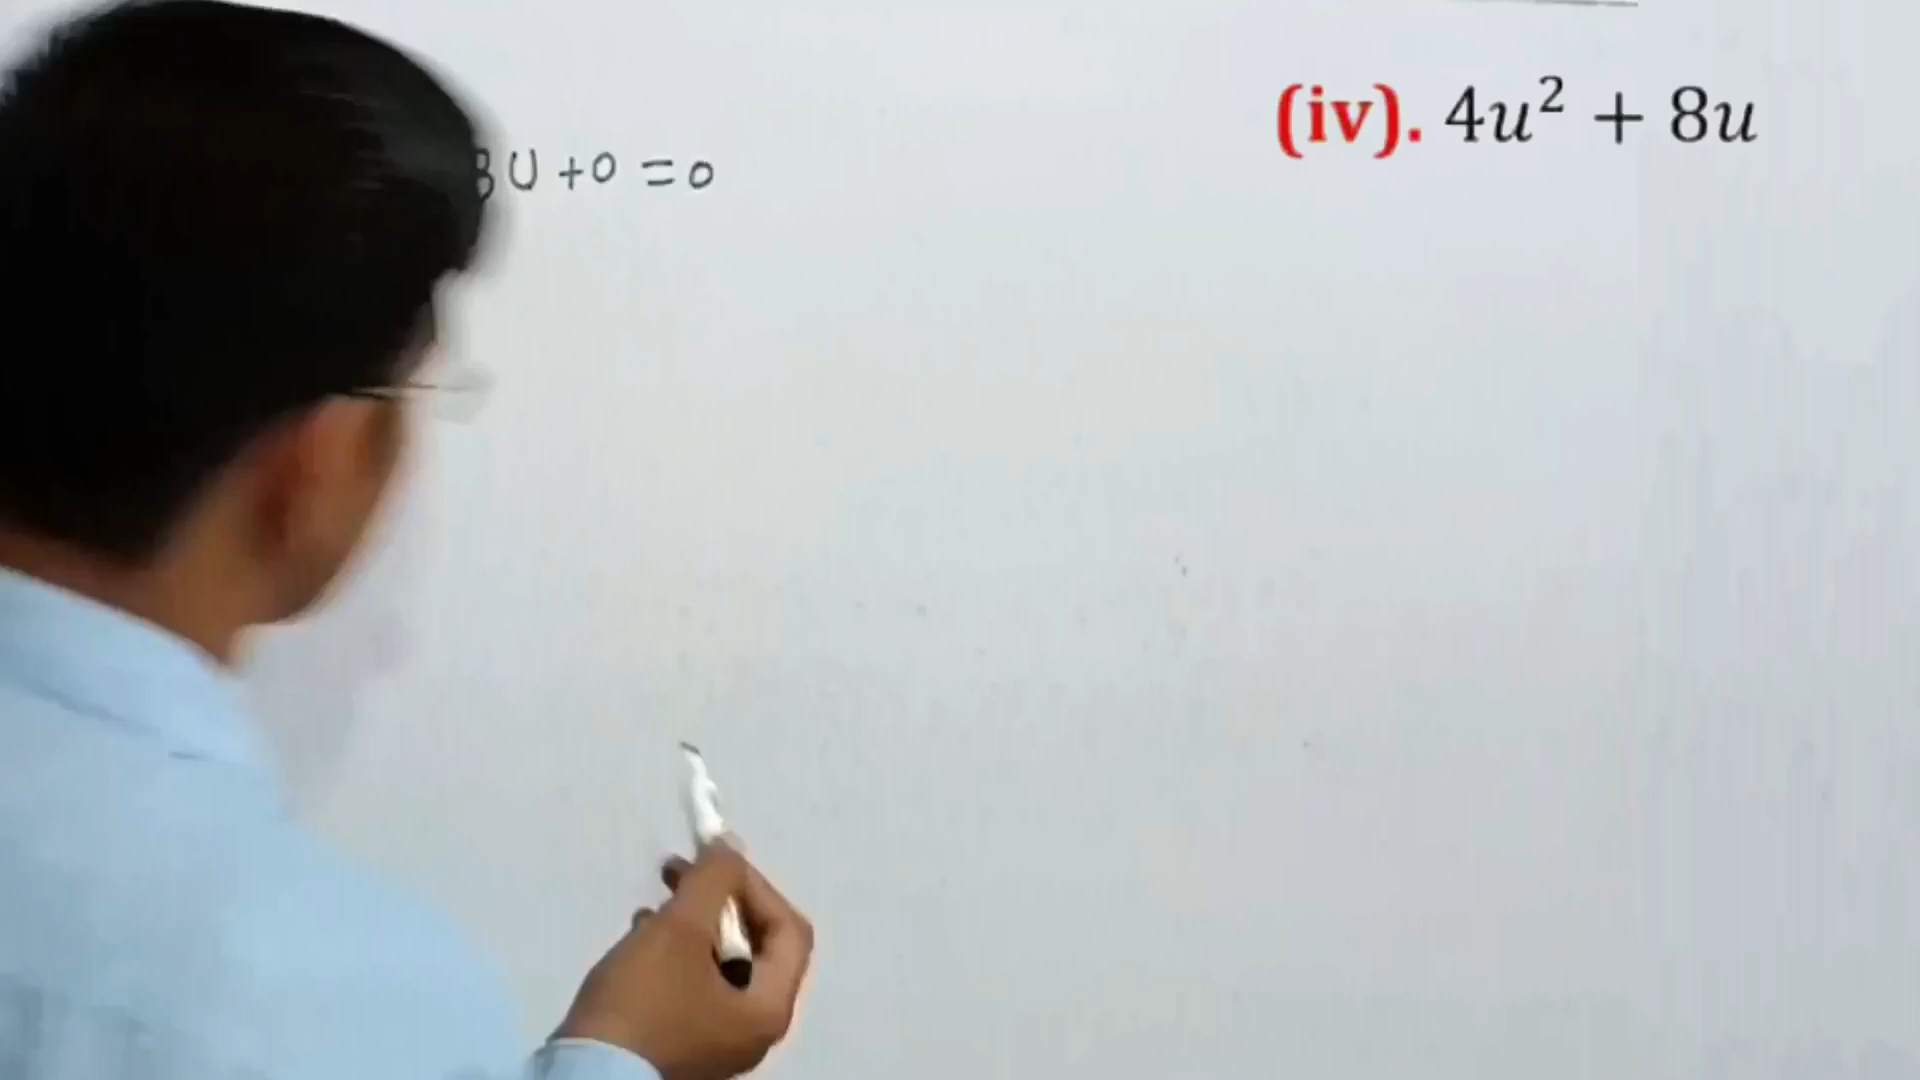 (iv). 4u² + 8u
8U + 0 = 0